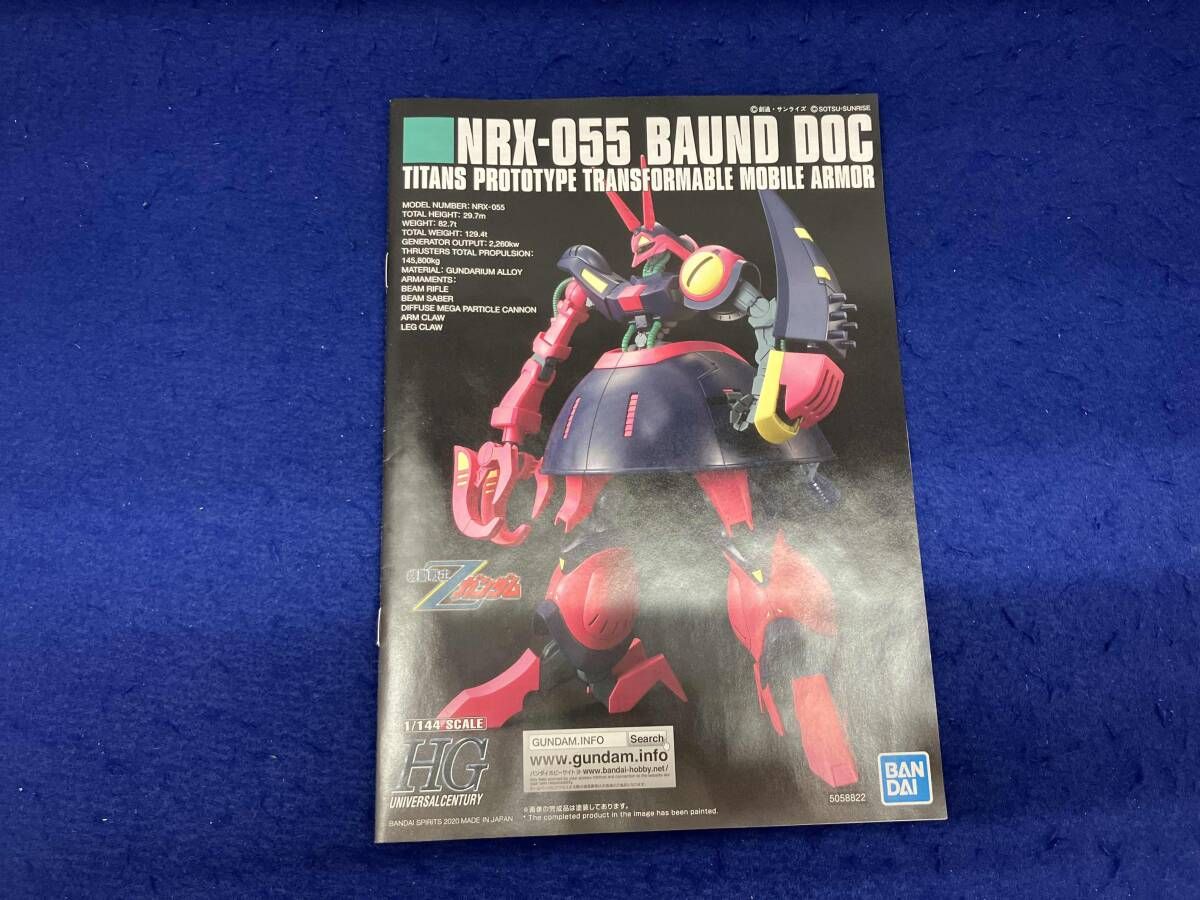 ©創通・サンライズ ©SOTSU・SUNRISE
NRX-055 BAUND DOC
TITANS PROTOTYPE TRANSFORMABLE MOBILE ARMOR
MODEL NUMBER: NRX-055
TOTAL HEIGHT: 29.7m
WEIGHT: 82.7t
TOTAL WEIGHT: 129.4t
GENERATOR OUTPUT: 2,260kw
THRUSTERS TOTAL PROPULSION:
145,800kg
MATERIAL: GUNDARIUM ALLOY
ARMAMENTS:
BEAM RIFLE
BEAM SABER
DIFFUSE MEGA PARTICLE CANNON
ARM CLAW
LEG CLAW
機動戦士
Zガンダム
1/144 SCALE
HG
UNIVERSAL CENTURY
GUNDAM.INFO Search
www.gundam.info
バンダイホビーサイト www.bandai-hobby.net/
BAN
DAI
5058822
※画像の完成品は塗装してあります。
* The completed product in the image has been painted.
BANDAI SPIRITS 2020 MADE IN JAPAN